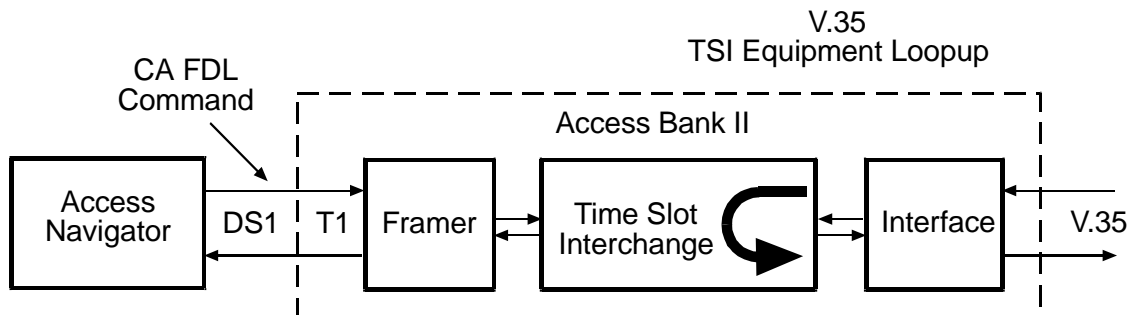 V.35
TSI Equipment Loopup
CA FDL
Command
Access Bank II
Access
Navigator
DS1
T1
Framer
Time Slot
Interchange
Interface
V.35